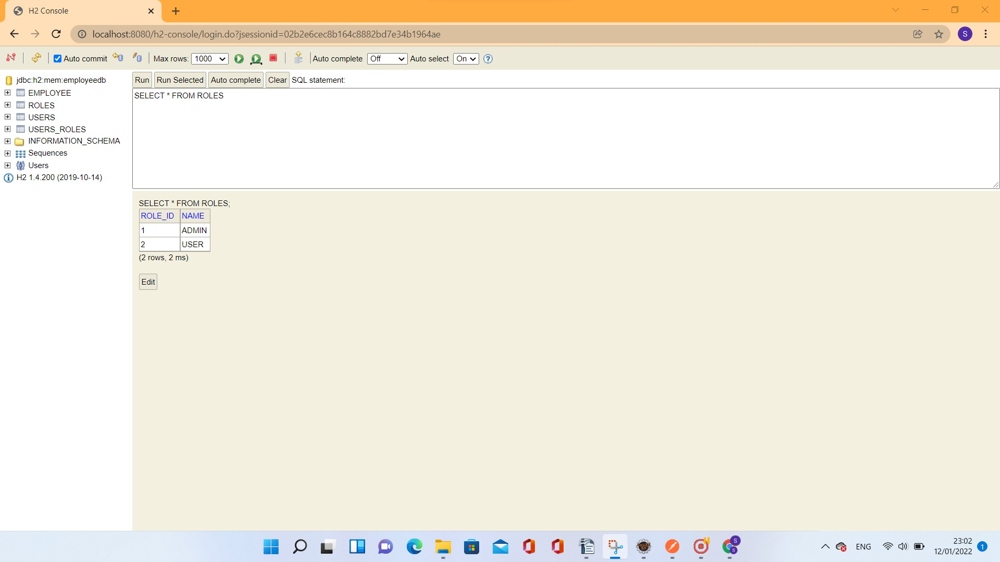 H2 Console
localhost:8080/h2-console/login.do?jsessionid=02b2e6cec8b164c8882bd7e34b1964ae
S
Auto commit
Max rows: 1000
Auto complete Off
Auto select On
?
jdbc:h2:mem:employeedb
EMPLOYEE
ROLES
USERS
USERS_ROLES
INFORMATION_SCHEMA
Sequences
Users
H2 1.4.200 (2019-10-14)
Run Run Selected Auto complete Clear SQL statement:
SELECT * FROM ROLES
SELECT * FROM ROLES;
ROLE_ID NAME
1 ADMIN
2 USER
(2 rows, 2 ms)
Edit
S
S
ENG
23:02
12/01/2022
1